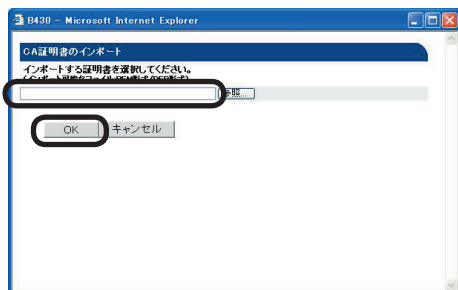 B430 - Microsoft Internet Explorer
CA証明書のインポート
インポートする証明書を選択してください。
参照...
OK キャンセル